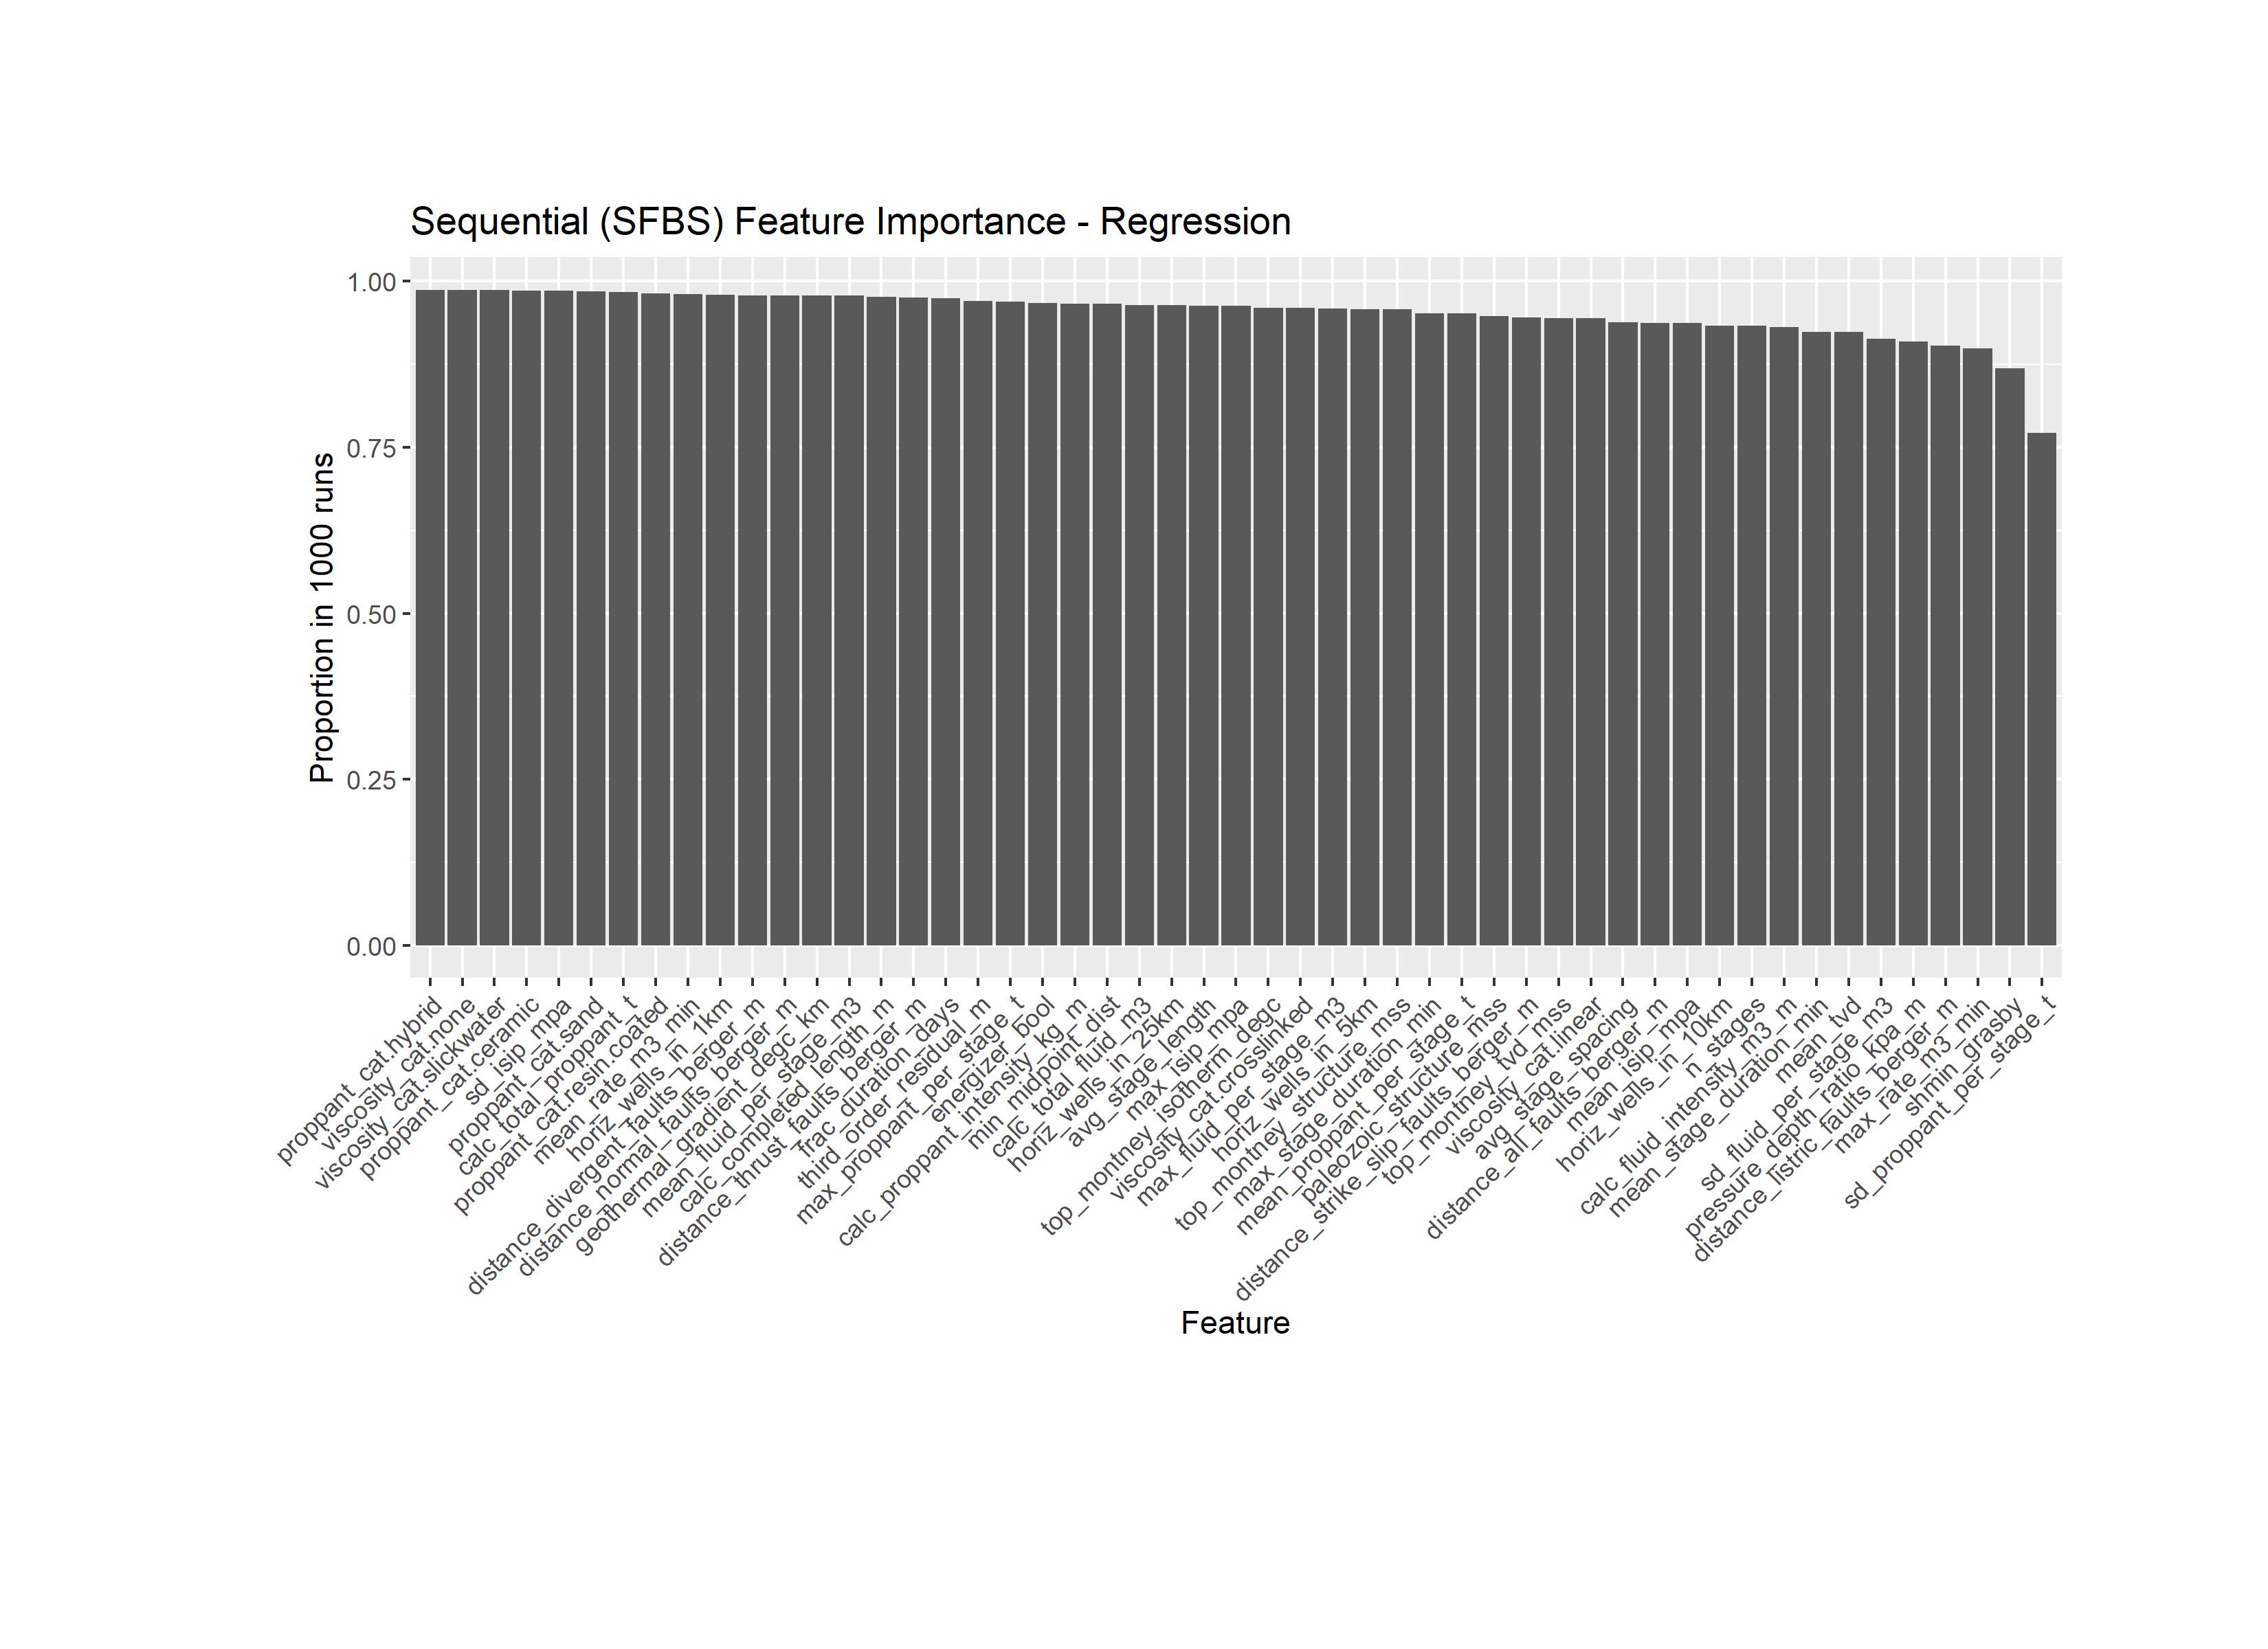 Sequential (SFBS) Feature Importance - Regression
1.00
0.75
0.50
0.25
0.00
Proportion in 1000 runs
proppant_cat.hybrid
viscosity_cat.none
viscosity_cat.slickwater
proppant_cat.ceramic
sd_isip_mpa
proppant_cat.sand
calc_total_proppant_t
proppant_cat.resin.coated
mean_rate_m3_min
horiz_wells_in_1km
distance_divergent_faults_berger_m
distance_normal_faults_berger_m
geothermal_gradient_degc_km
mean_fluid_per_stage_m3
calc_completed_length_m
distance_thrust_faults_berger_m
frac_duration_days
third_order_residual_m
max_proppant_per_stage_t
energizer_bool
calc_proppant_intensity_kg_m
min_midpoint_dist
calc_total_fluid_m3
horiz_wells_in_25km
avg_stage_length
max_isip_mpa
top_montney_isotherm_degc
viscosity_cat.crosslinked
max_fluid_per_stage_m3
horiz_wells_in_5km
top_montney_structure_mss
max_stage_duration_min
mean_proppant_per_stage_t
paleozoic_structure_mss
distance_strike_slip_faults_berger_m
top_montney_tvd_mss
viscosity_cat.linear
avg_stage_spacing
distance_all_faults_berger_m
mean_isip_mpa
horiz_wells_in_10km
n_stages
calc_fluid_intensity_m3_m
mean_stage_duration_min
mean_tvd
sd_fluid_per_stage_m3
pressure_depth_ratio_kpa_m
distance_listric_faults_berger_m
max_rate_m3_min
shmin_grasby
sd_proppant_per_stage_t
Feature